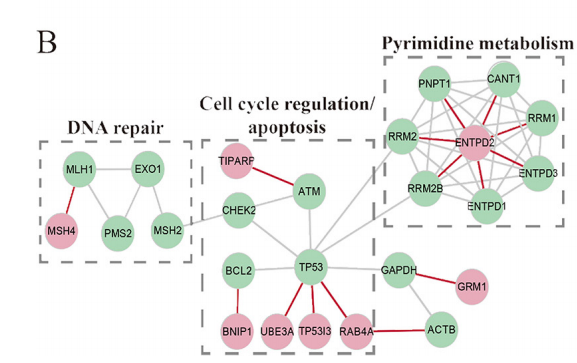 B
Pyrimidine metabolism
PNPT1
CANT1
RRM1
RRM2
ENTPD2
ENTPD3
RRM2B
ENTPD1
Cell cycle regulation/
apoptosis
DNA repair
TIPARP
MLH1
EXO1
ATM
MSH4
PMS2
MSH2
CHEK2
BCL2
TP53
GAPDH
GRM1
BNIP1
UBE3A
TP53I3
RAB4A
ACTB